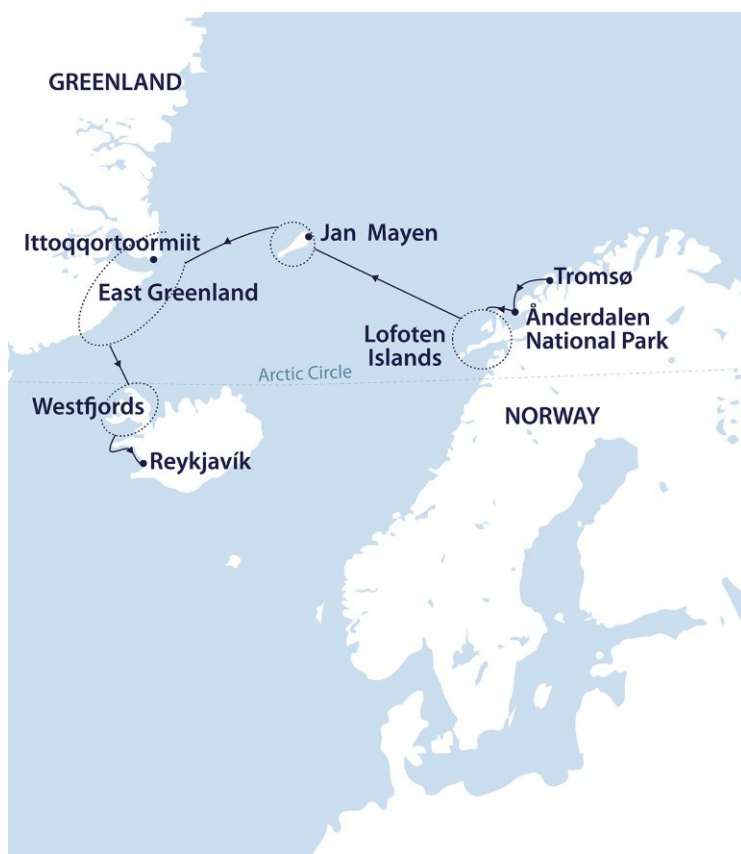 GREENLAND
Jan Mayen
Ittoqqortoormiit
East Greenland
Tromsø
Ånderdalen
National Park
Lofoten
Islands
Arctic Circle
Westfjords
NORWAY
Reykjavík